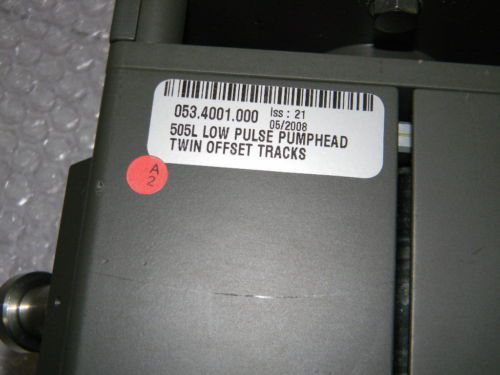 053.4001.000 Iss : 21
05/2008
505L LOW PULSE PUMPHEAD
TWIN OFFSET TRACKS
A
2